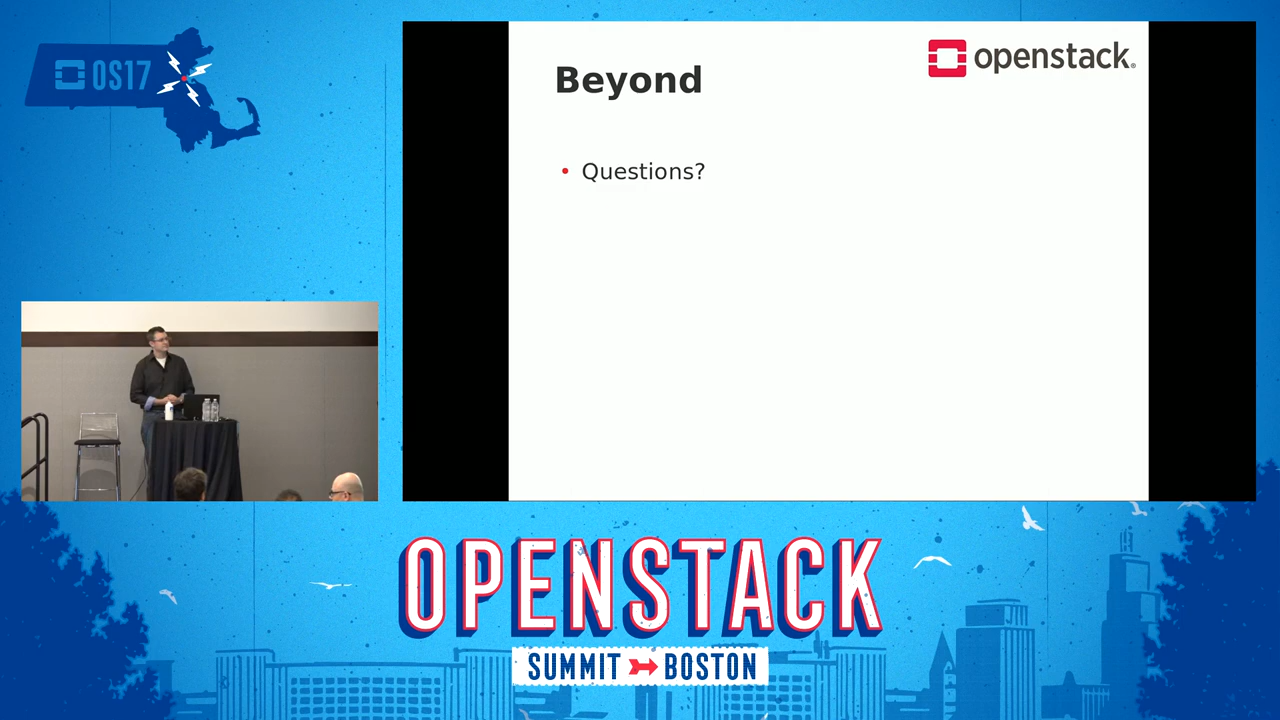 OS17
Beyond
openstack.
Questions?
OPENSTACK
SUMMIT BOSTON